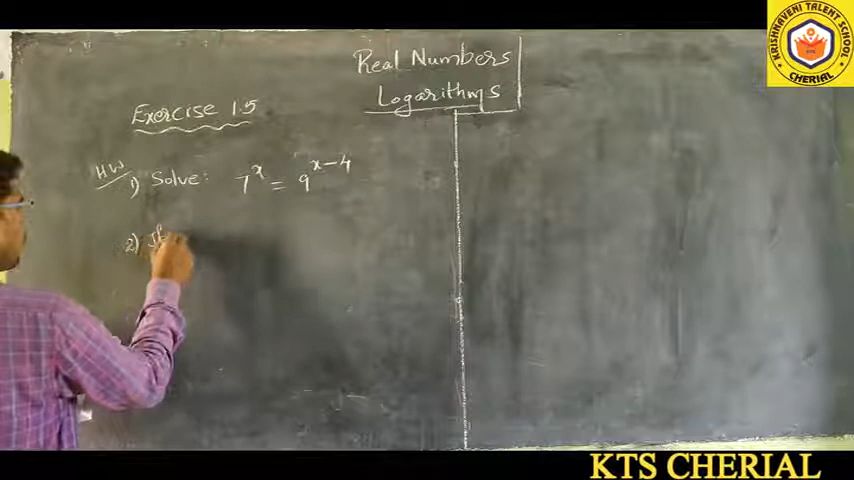 Real Numbers
Logarithms
Exercise 1.5
HW
1) Solve: 7^x = 9^(x-4)
2)
KRISHNAVENI TALENT SCHOOL
KTS
CHERIAL
KTS CHERIAL